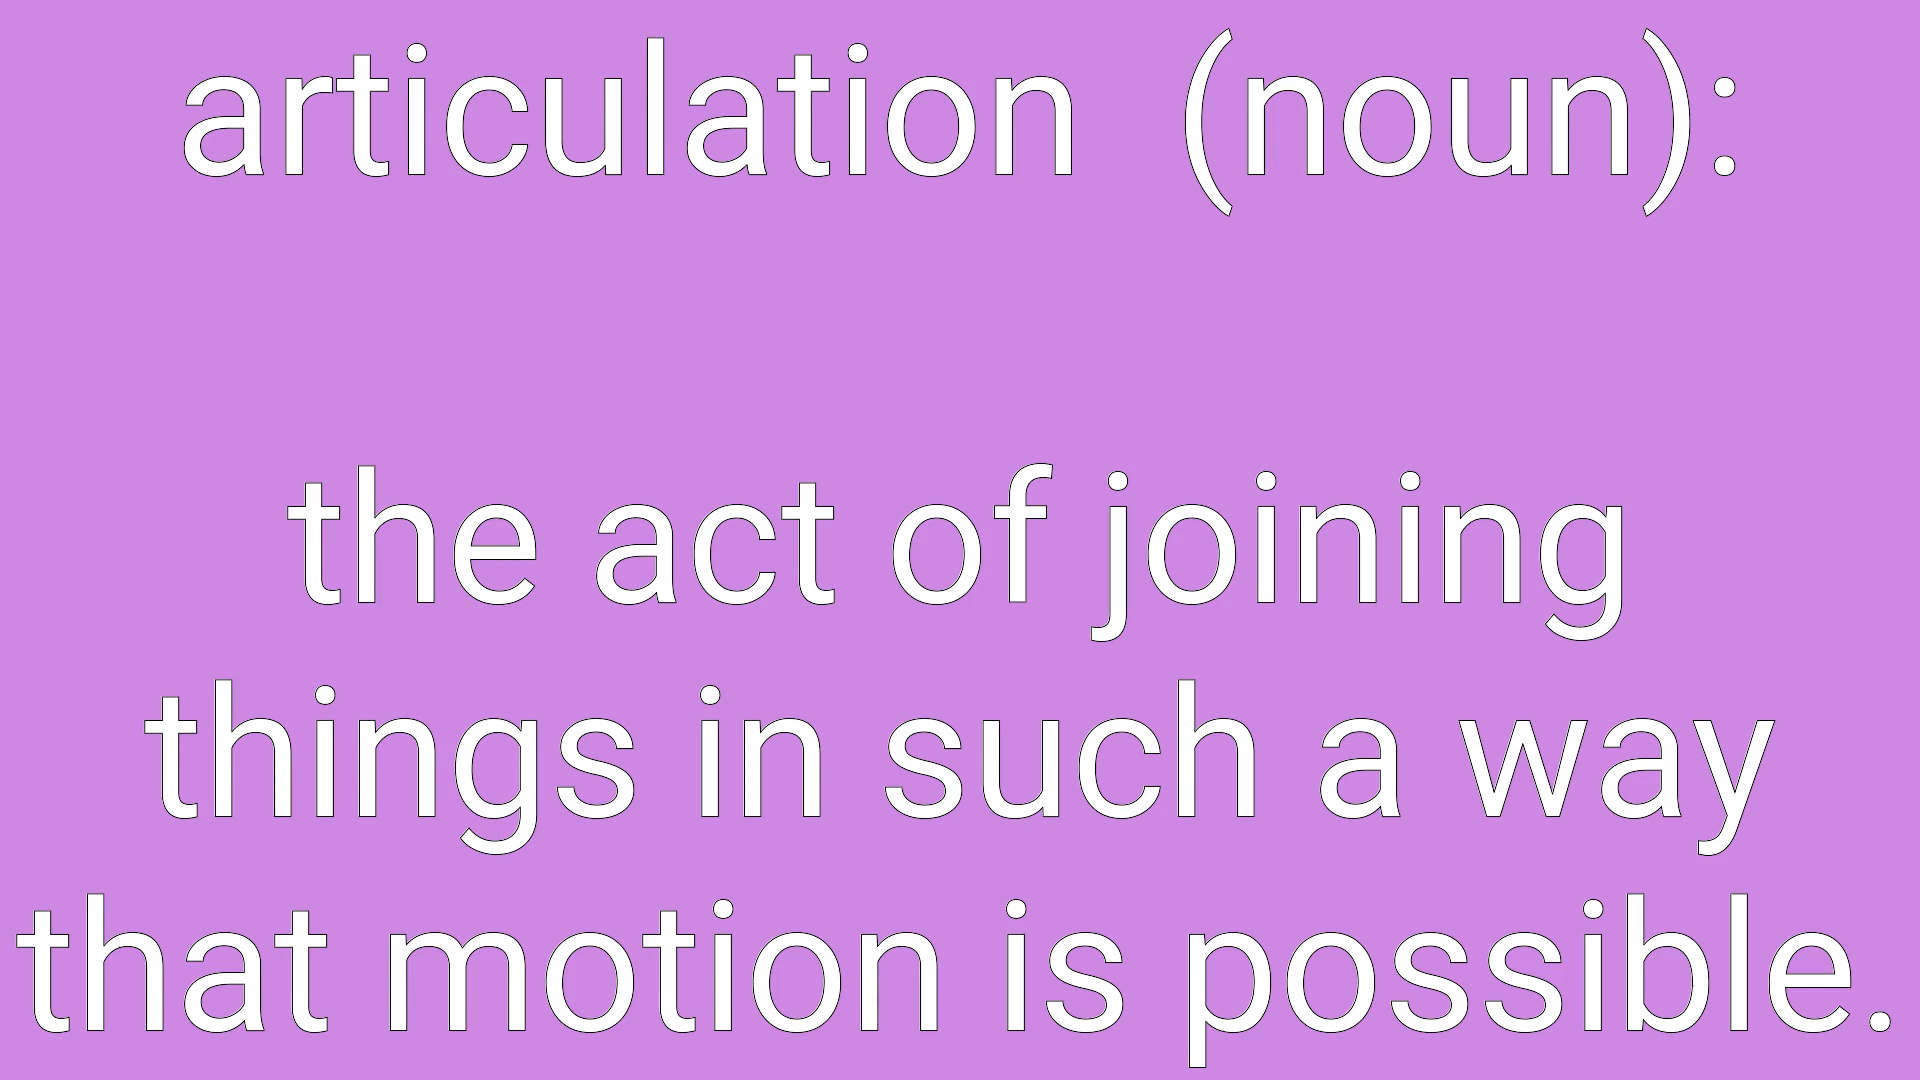 articulation  (noun):
the act of joining
things in such a way
that motion is possible.